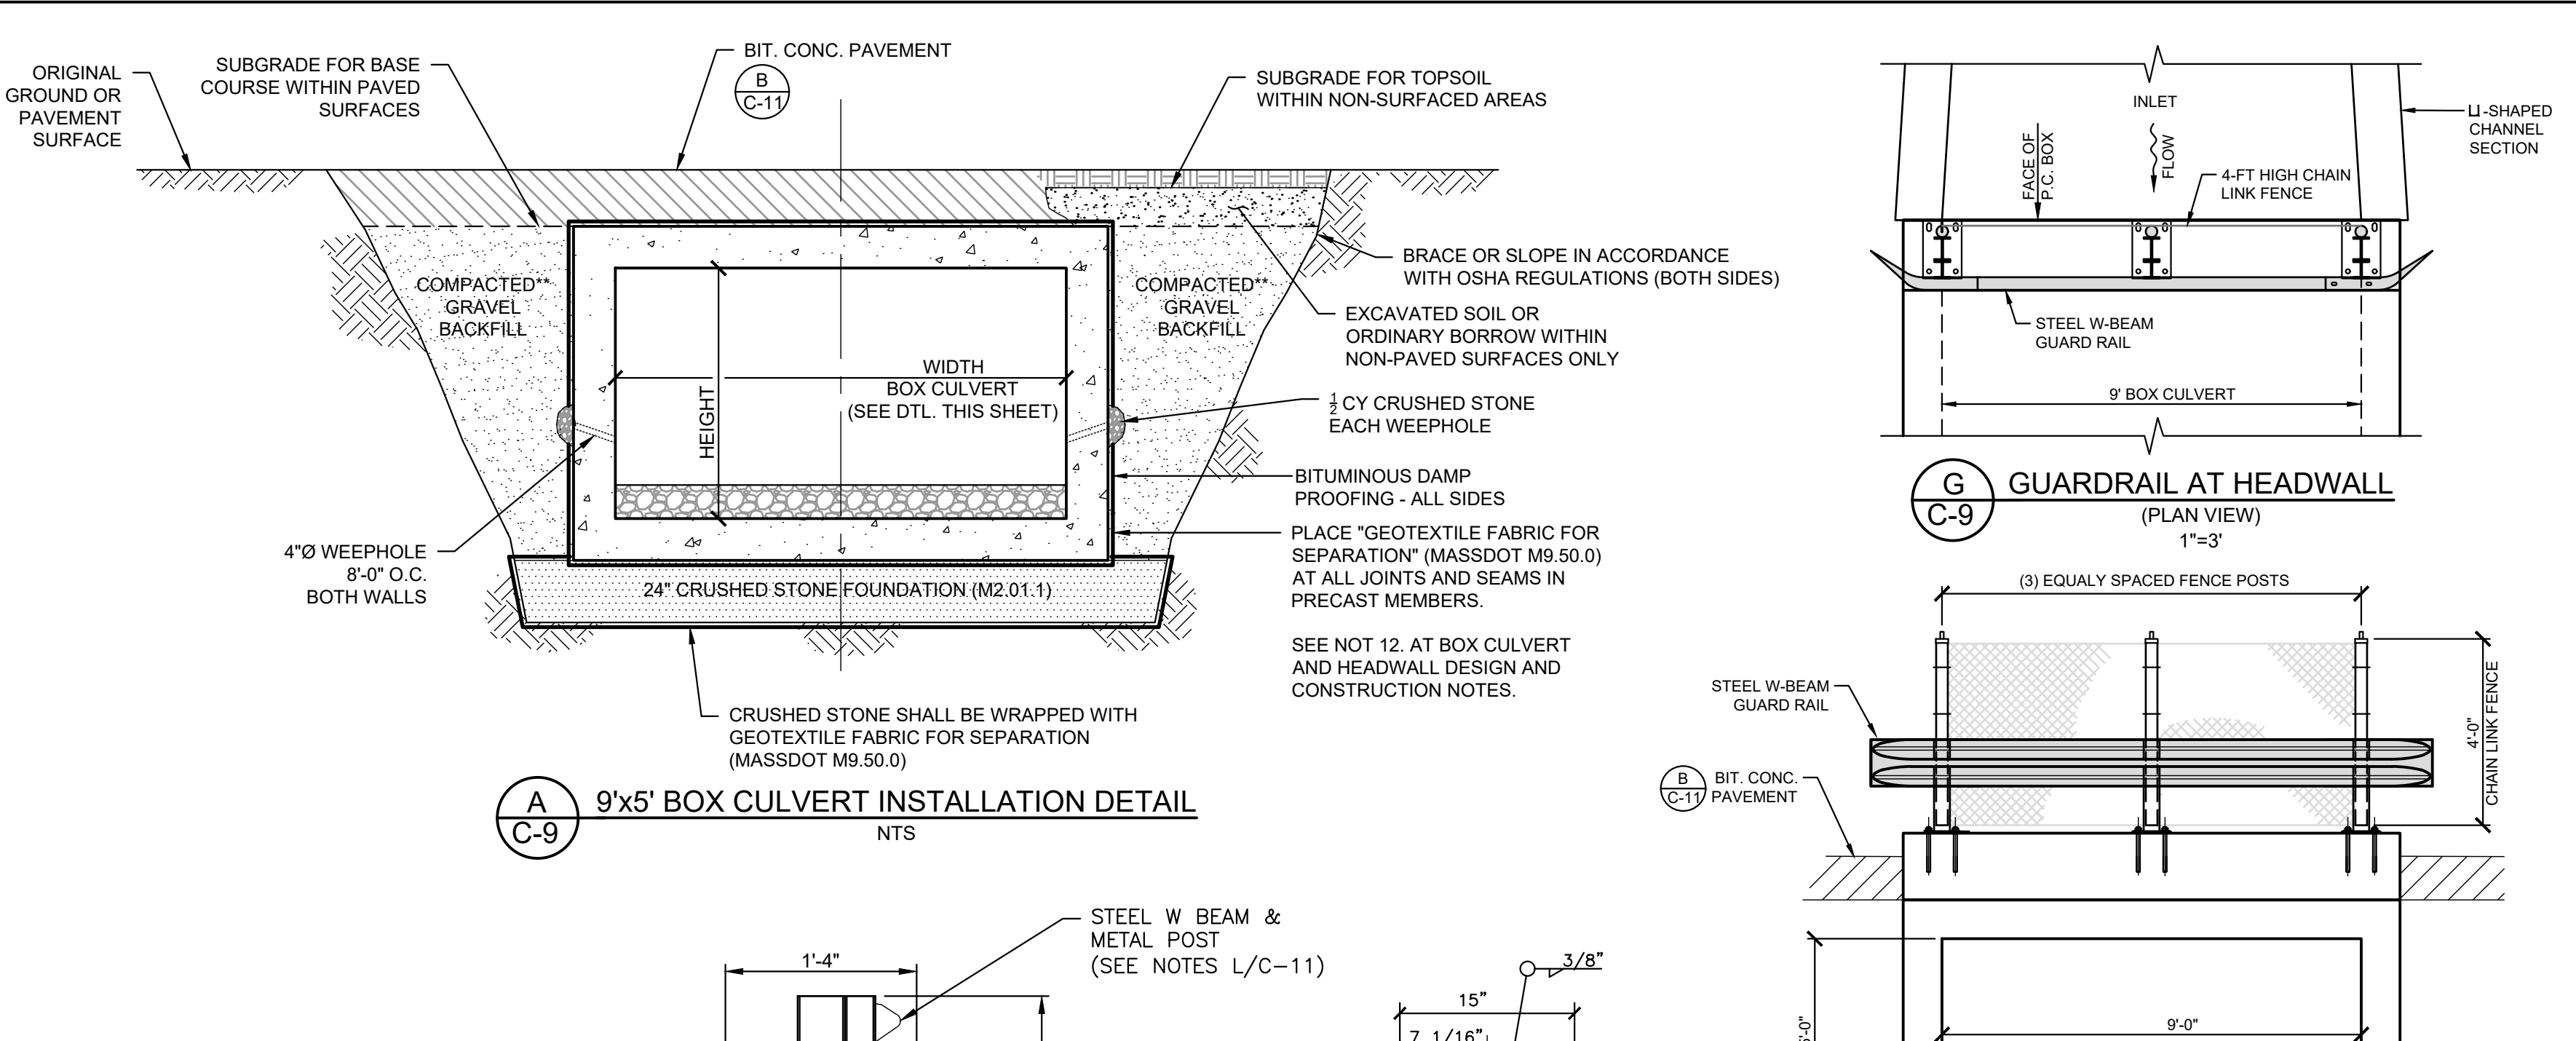 ORIGINAL
GROUND OR
PAVEMENT
SURFACE
SUBGRADE FOR BASE
COURSE WITHIN PAVED
SURFACES
BIT. CONC. PAVEMENT
B
C-11
SUBGRADE FOR TOPSOIL
WITHIN NON-SURFACED AREAS
COMPACTED**
GRAVEL
BACKFILL
COMPACTED**
GRAVEL
BACKFILL
WIDTH
BOX CULVERT
(SEE DTL. THIS SHEET)
HEIGHT
BRACE OR SLOPE IN ACCORDANCE
WITH OSHA REGULATIONS (BOTH SIDES)
EXCAVATED SOIL OR
ORDINARY BORROW WITHIN
NON-PAVED SURFACES ONLY
1/2 CY CRUSHED STONE
EACH WEEPHOLE
BITUMINOUS DAMP
PROOFING - ALL SIDES
PLACE "GEOTEXTILE FABRIC FOR
SEPARATION" (MASSDOT M9.50.0)
AT ALL JOINTS AND SEAMS IN
PRECAST MEMBERS.
SEE NOT 12. AT BOX CULVERT
AND HEADWALL DESIGN AND
CONSTRUCTION NOTES.
4"Ø WEEPHOLE
8'-0" O.C.
BOTH WALLS
24" CRUSHED STONE FOUNDATION (M2.01.1)
CRUSHED STONE SHALL BE WRAPPED WITH
GEOTEXTILE FABRIC FOR SEPARATION
(MASSDOT M9.50.0)
A
C-9
9'x5' BOX CULVERT INSTALLATION DETAIL
NTS
INLET
FLOW
FACE OF
P.C. BOX
⊔-SHAPED
CHANNEL
SECTION
4-FT HIGH CHAIN
LINK FENCE
STEEL W-BEAM
GUARD RAIL
9' BOX CULVERT
G
C-9
GUARDRAIL AT HEADWALL
(PLAN VIEW)
1"=3'
(3) EQUALY SPACED FENCE POSTS
STEEL W-BEAM
GUARD RAIL
4'-0"
CHAIN LINK FENCE
B
C-11
BIT. CONC.
PAVEMENT
9'-0"
STEEL W BEAM &
METAL POST
(SEE NOTES L/C-11)
1'-4"
3/8"
15"
7 1/16"